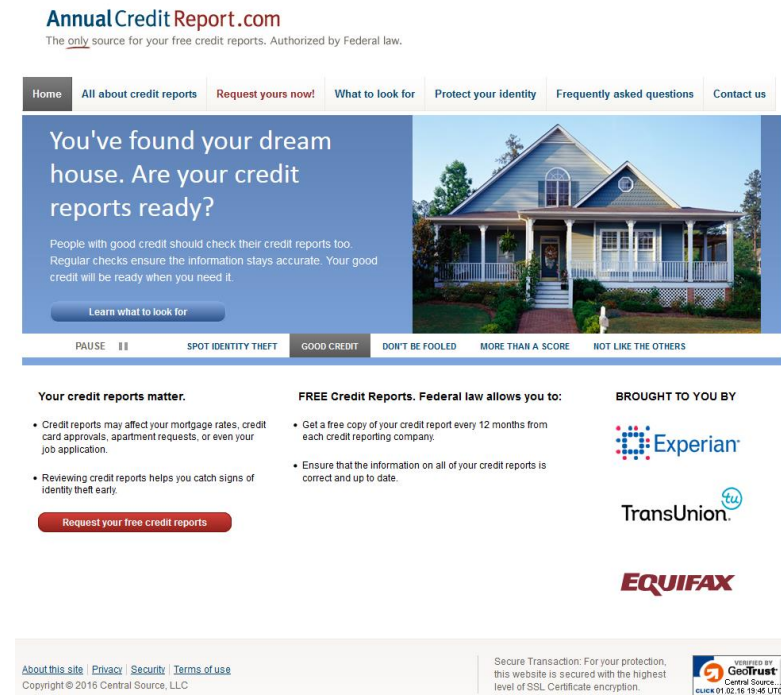 AnnualCreditReport.com
The only source for your free credit reports. Authorized by Federal law.
Home
All about credit reports
Request yours now!
What to look for
Protect your identity
Frequently asked questions
Contact us
You've found your dream
house. Are your credit
reports ready?
People with good credit should check their credit reports too.
Regular checks ensure the information stays accurate. Your good
credit will be ready when you need it.
Learn what to look for
PAUSE
SPOT IDENTITY THEFT
GOOD CREDIT
DON'T BE FOOLED
MORE THAN A SCORE
NOT LIKE THE OTHERS
Your credit reports matter.
• Credit reports may affect your mortgage rates, credit
card approvals, apartment requests, or even your
job application.
• Reviewing credit reports helps you catch signs of
identity theft early.
Request your free credit reports
FREE Credit Reports. Federal law allows you to:
• Get a free copy of your credit report every 12 months from
each credit reporting company.
• Ensure that the information on all of your credit reports is
correct and up to date.
BROUGHT TO YOU BY
Experian
TransUnion
tu
EQUIFAX
About this site | Privacy | Security | Terms of use
Copyright © 2016 Central Source, LLC
Secure Transaction: For your protection,
this website is secured with the highest
level of SSL Certificate encryption.
VERIFIED BY
GeoTrust
Central Source...
CLICK 01.02.16 19:46 UTC